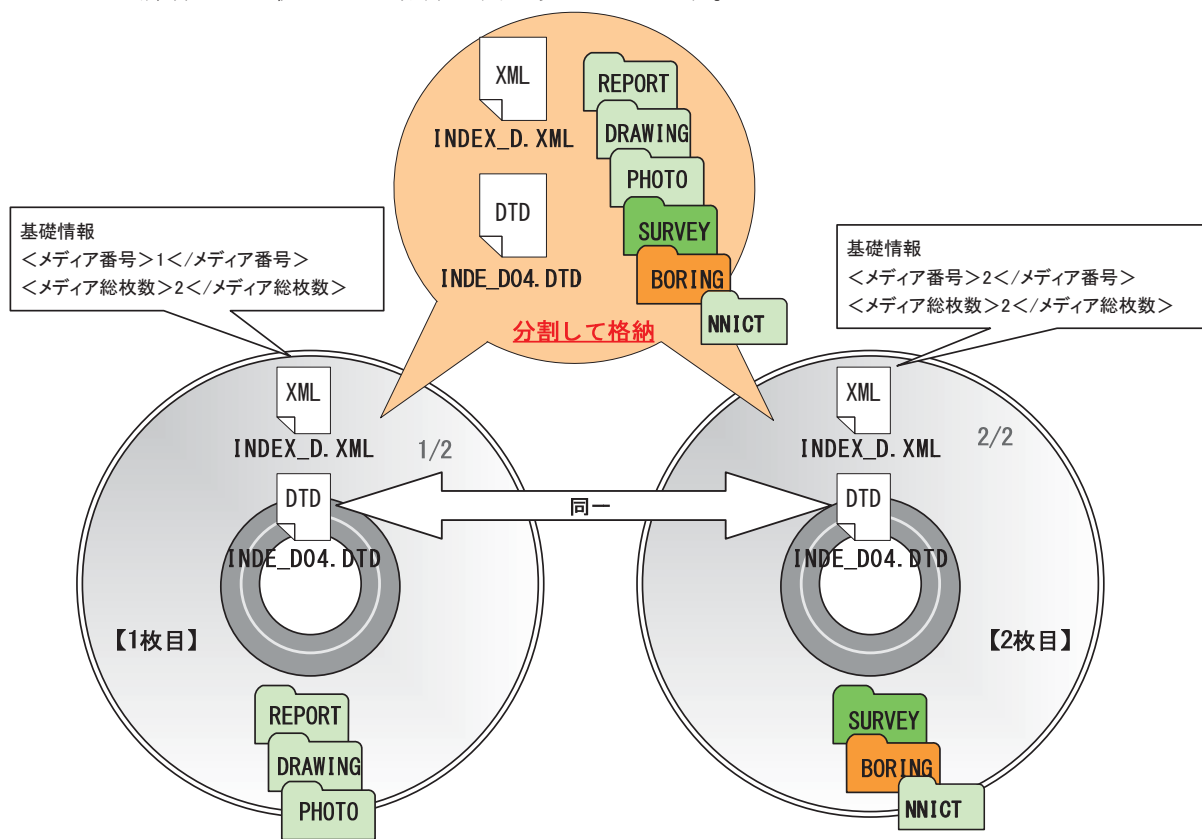 XML
INDEX_D.XML
DTD
INDE_D04.DTD
REPORT
DRAWING
PHOTO
SURVEY
BORING
NNICT
分割して格納
基礎情報
<メディア番号>1</メディア番号>
<メディア総枚数>2</メディア総枚数>
基礎情報
<メディア番号>2</メディア番号>
<メディア総枚数>2</メディア総枚数>
XML
INDEX_D.XML
1/2
DTD
INDE_D04.DTD
【1枚目】
REPORT
DRAWING
PHOTO
同一
XML
INDEX_D.XML
2/2
DTD
INDE_D04.DTD
【2枚目】
SURVEY
BORING
NNICT